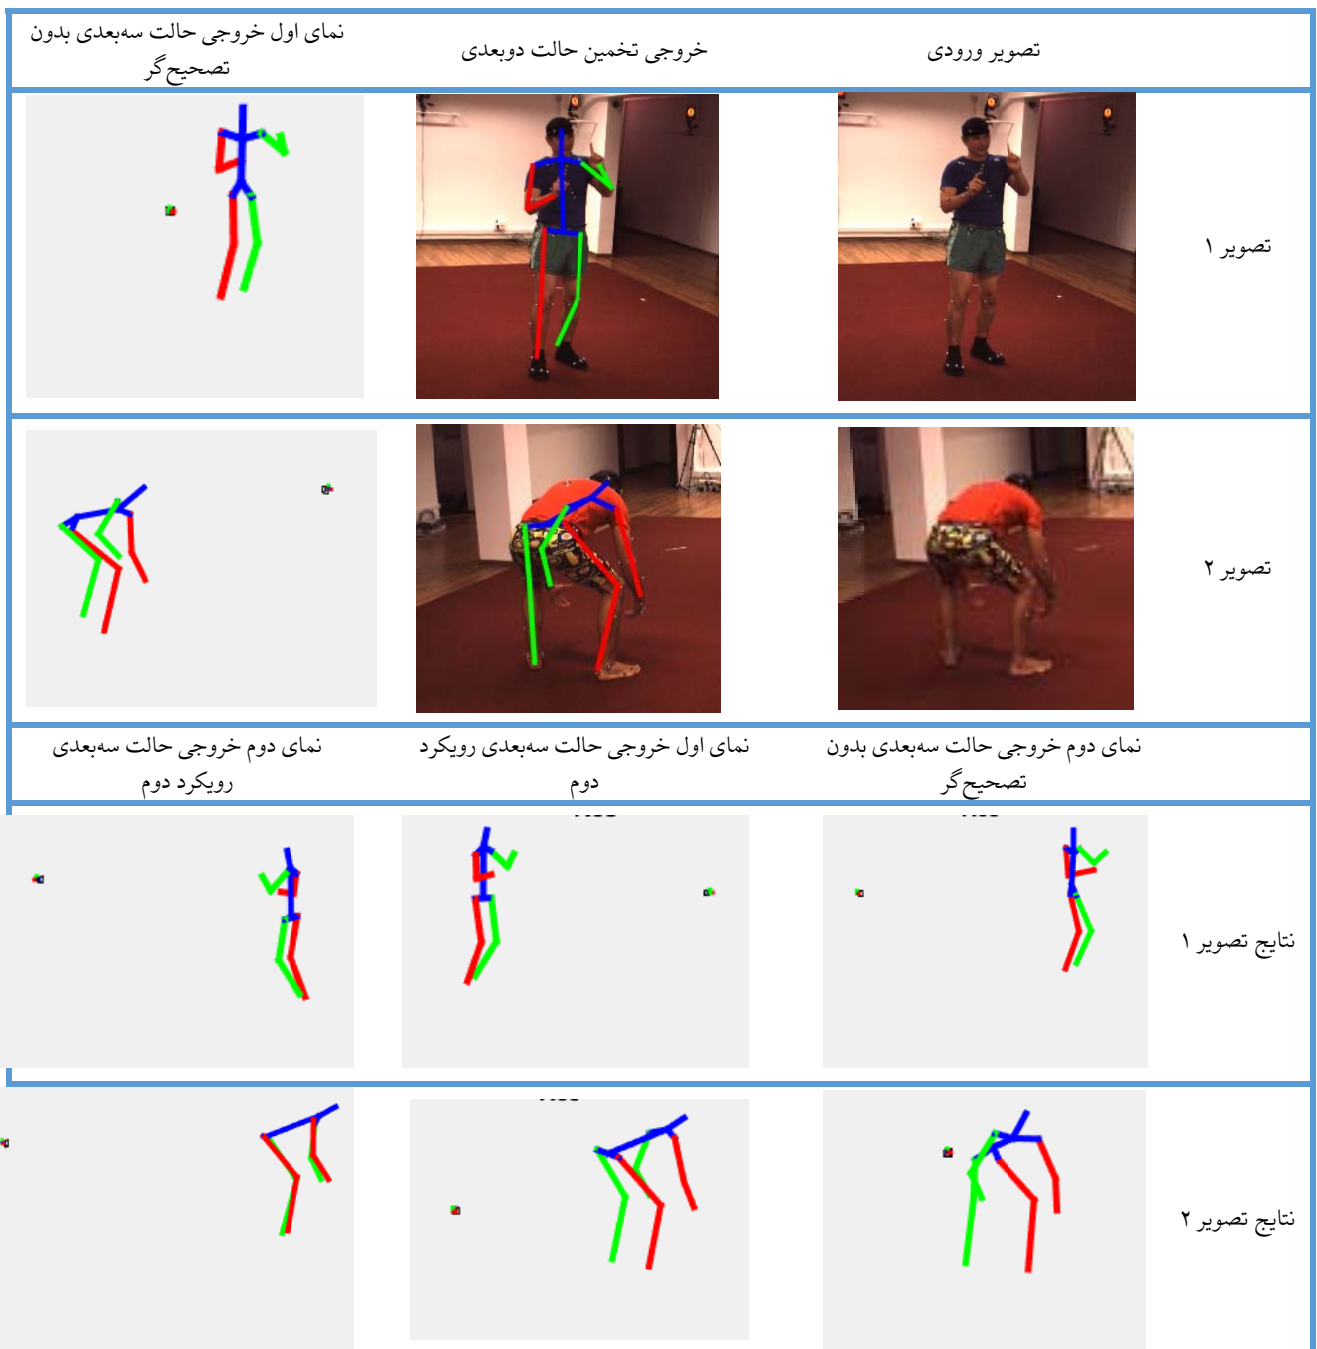 تصویر ورودی
خروجی تخمین حالت دوبعدی
نمای اول خروجی حالت سه‌بعدی بدون
تصحیح‌گر
تصویر ۱
تصویر ۲
نمای دوم خروجی حالت سه‌بعدی بدون
تصحیح‌گر
نمای اول خروجی حالت سه‌بعدی رویکرد
دوم
نمای دوم خروجی حالت سه‌بعدی
رویکرد دوم
نتایج تصویر ۱
نتایج تصویر ۲